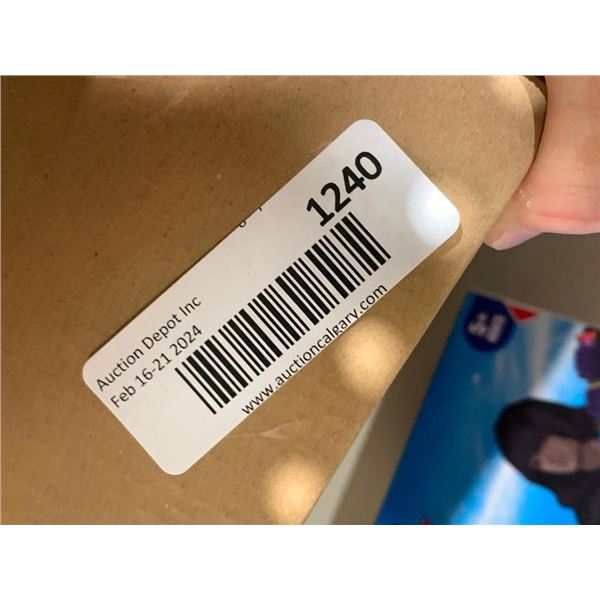 Auction Depot Inc
Feb 16-21 2024
1240
www.auctioncalgary.com